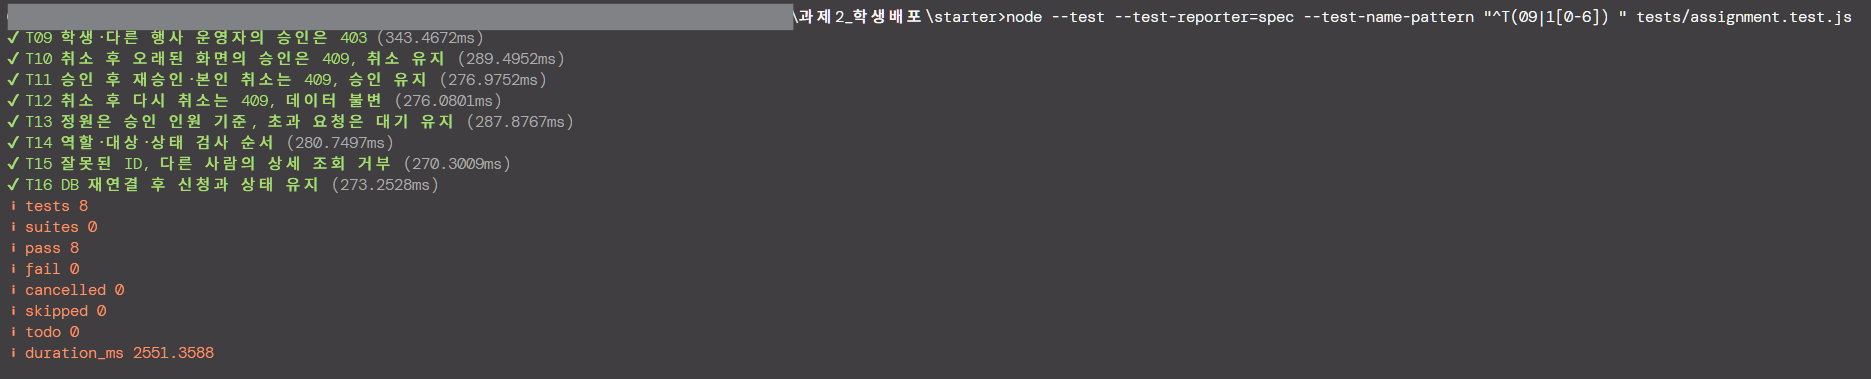 \과제2_학생배포\starter>node --test --test-reporter=spec --test-name-pattern "^T(09|1[0-6]) " tests/assignment.test.js
✔ T09 학생·다른 행사 운영자의 승인은 403 (343.4672ms)
✔ T10 취소 후 오래된 화면의 승인은 409, 취소 유지 (289.4952ms)
✔ T11 승인 후 재승인·본인 취소는 409, 승인 유지 (276.9752ms)
✔ T12 취소 후 다시 취소는 409, 데이터 불변 (276.0801ms)
✔ T13 정원은 승인 인원 기준, 초과 요청은 대기 유지 (287.8767ms)
✔ T14 역할·대상·상태 검사 순서 (280.7497ms)
✔ T15 잘못된 ID, 다른 사람의 상세 조회 거부 (270.3009ms)
✔ T16 DB 재연결 후 신청과 상태 유지 (273.2528ms)
ℹ tests 8
ℹ suites 0
ℹ pass 8
ℹ fail 0
ℹ cancelled 0
ℹ skipped 0
ℹ todo 0
ℹ duration_ms 2551.3588